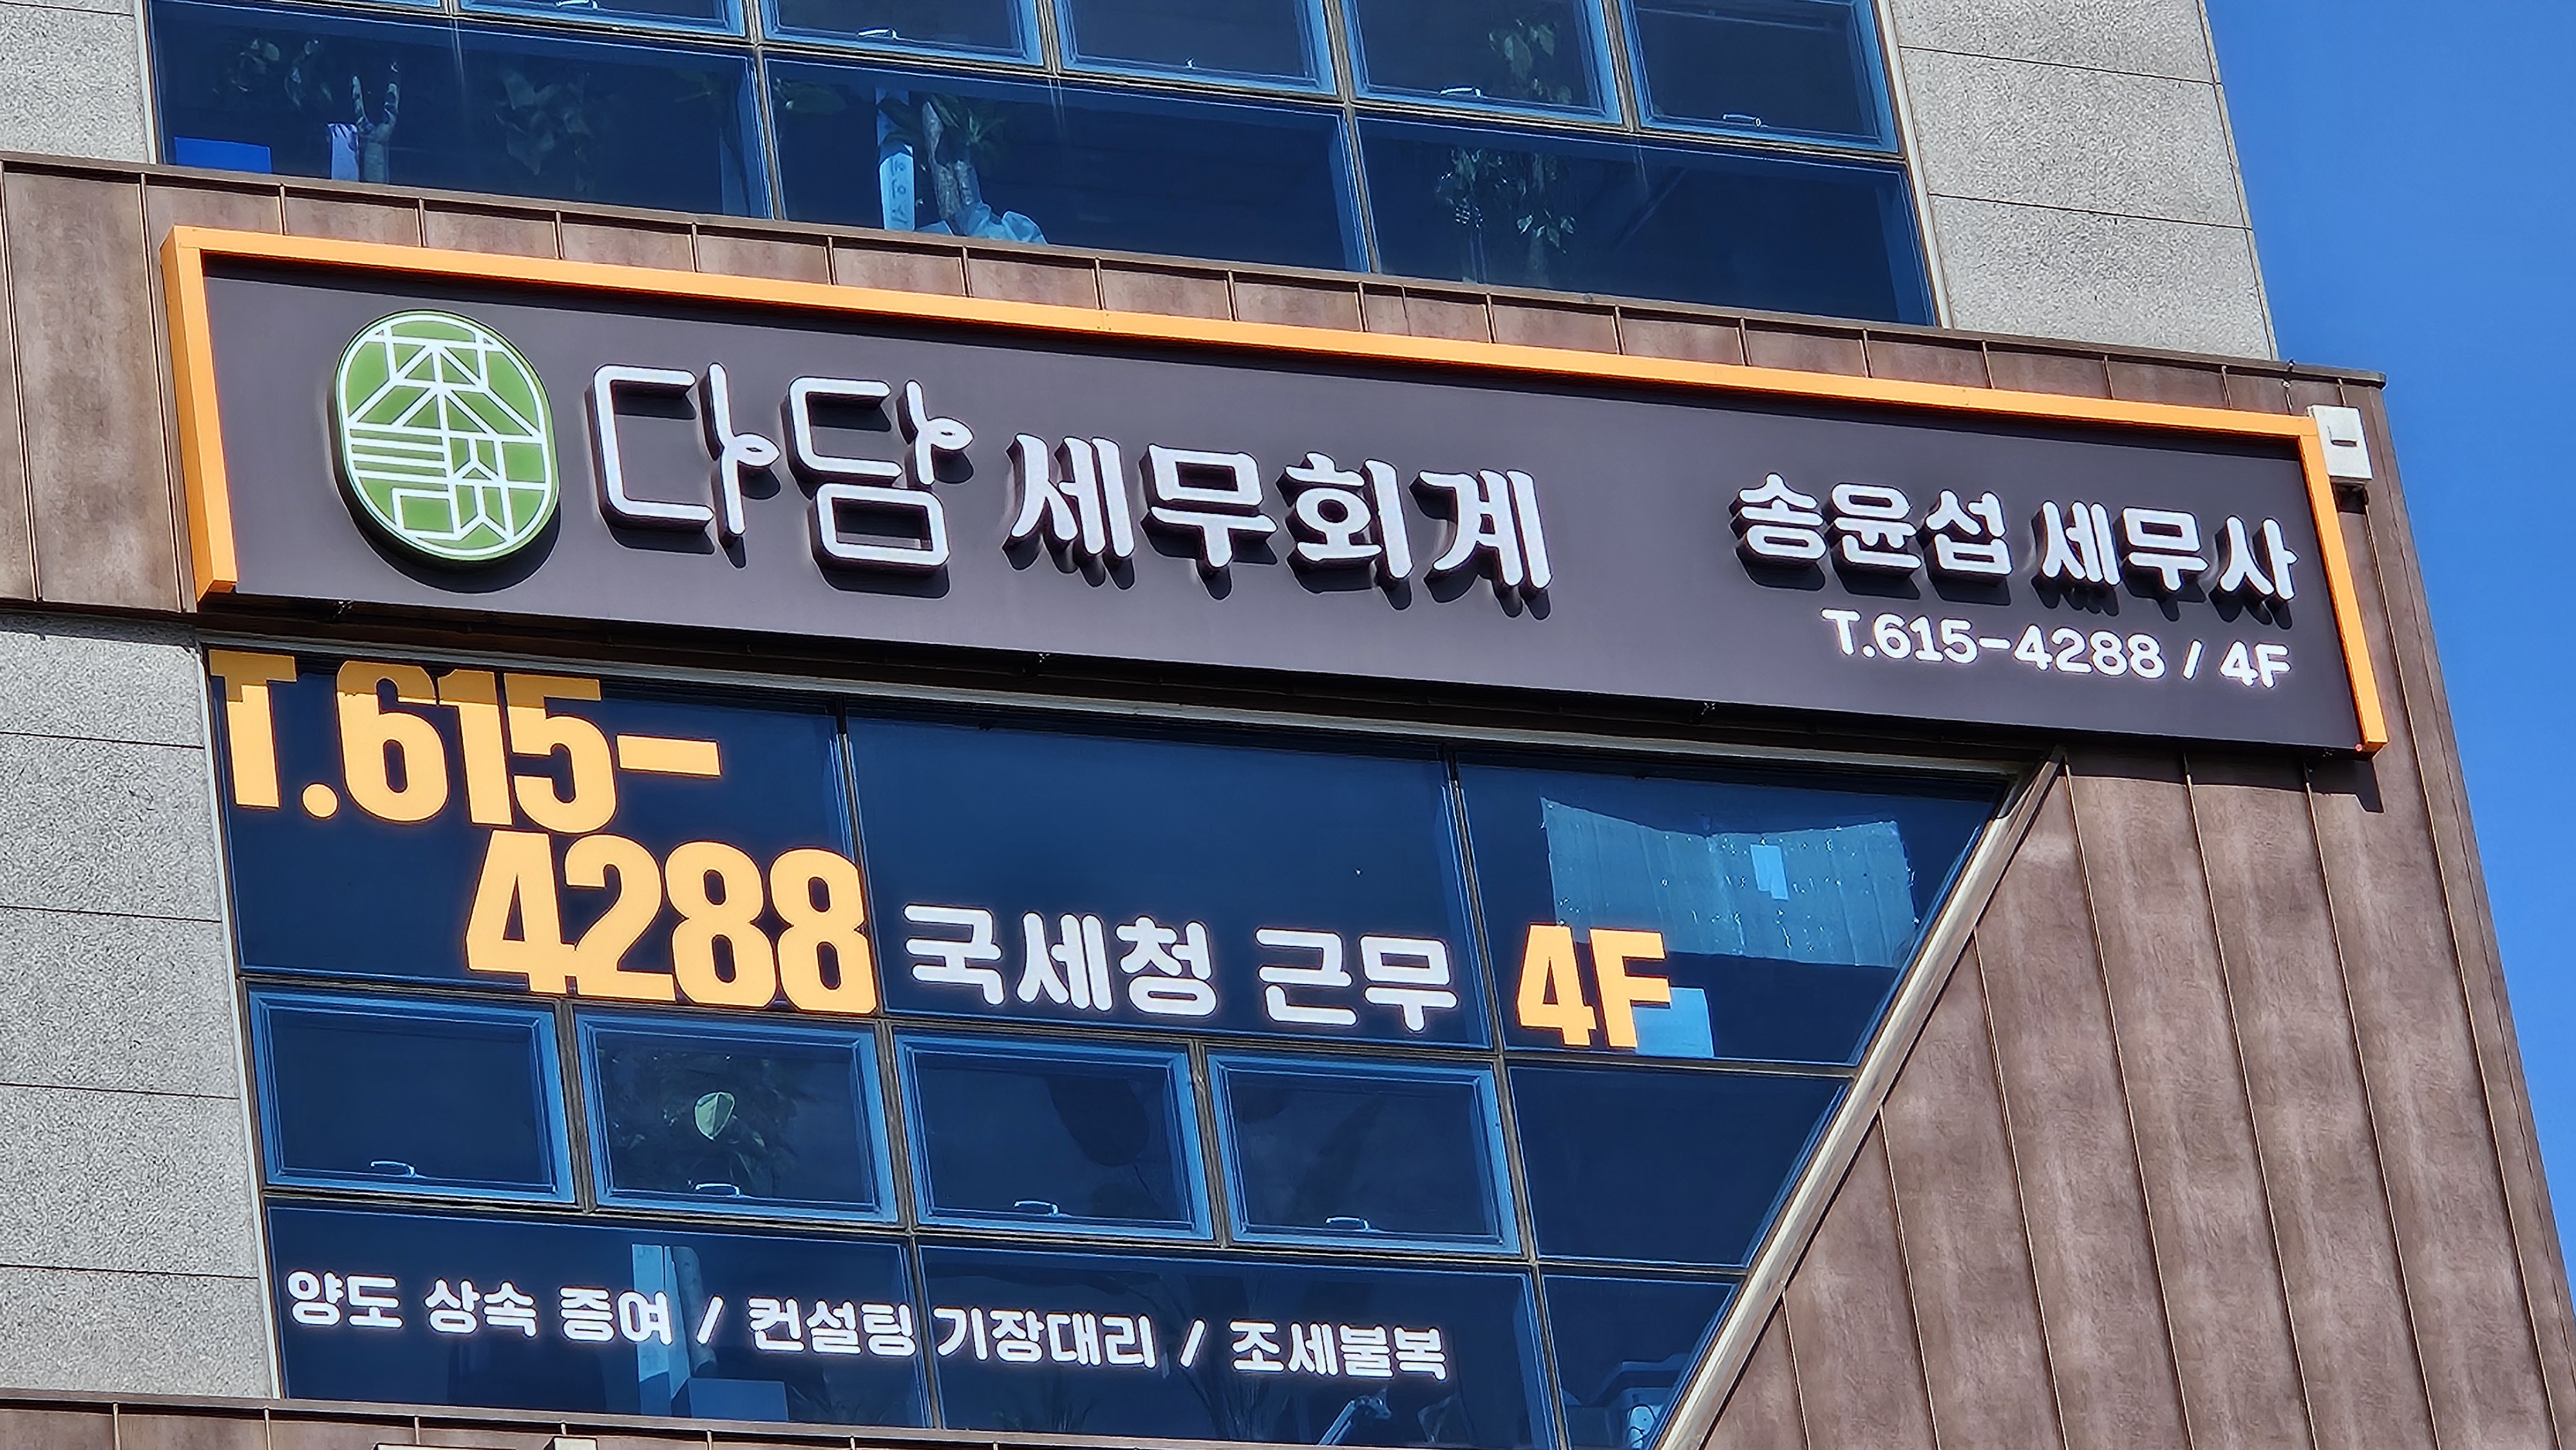 다담 세무회계
송윤섭 세무사
T.615-4288 / 4F
T.615-
4288
국세청 근무 4F
양도 상속 증여 / 컨설팅 기장대리 / 조세불복